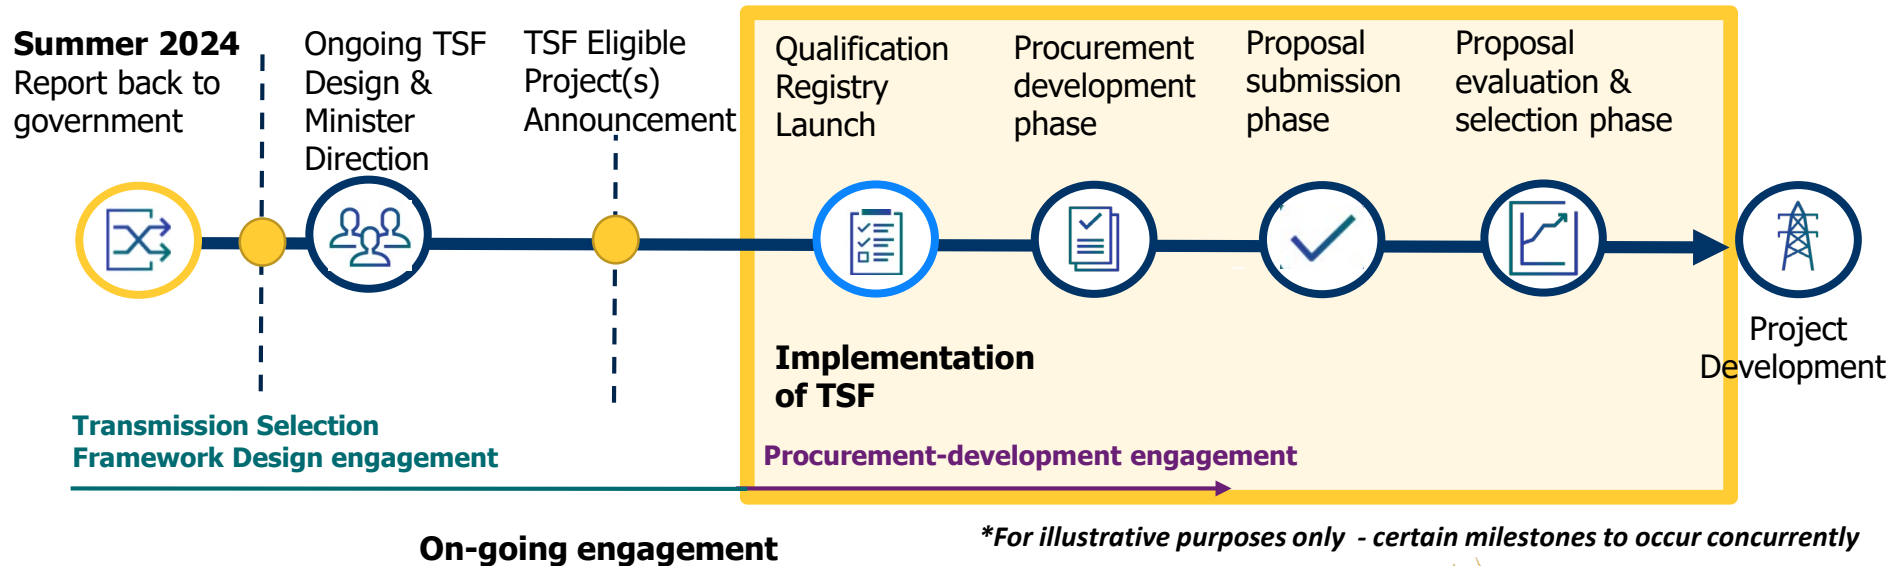 Summer 2024
Report back to
government
Ongoing TSF
Design &
Minister
Direction
TSF Eligible
Project(s)
Announcement
Qualification
Registry
Launch
Procurement
development
phase
Proposal
submission
phase
Proposal
evaluation &
selection phase
Project
Development
Implementation
of TSF
Transmission Selection
Framework Design engagement
Procurement-development engagement
On-going engagement
*For illustrative purposes only - certain milestones to occur concurrently